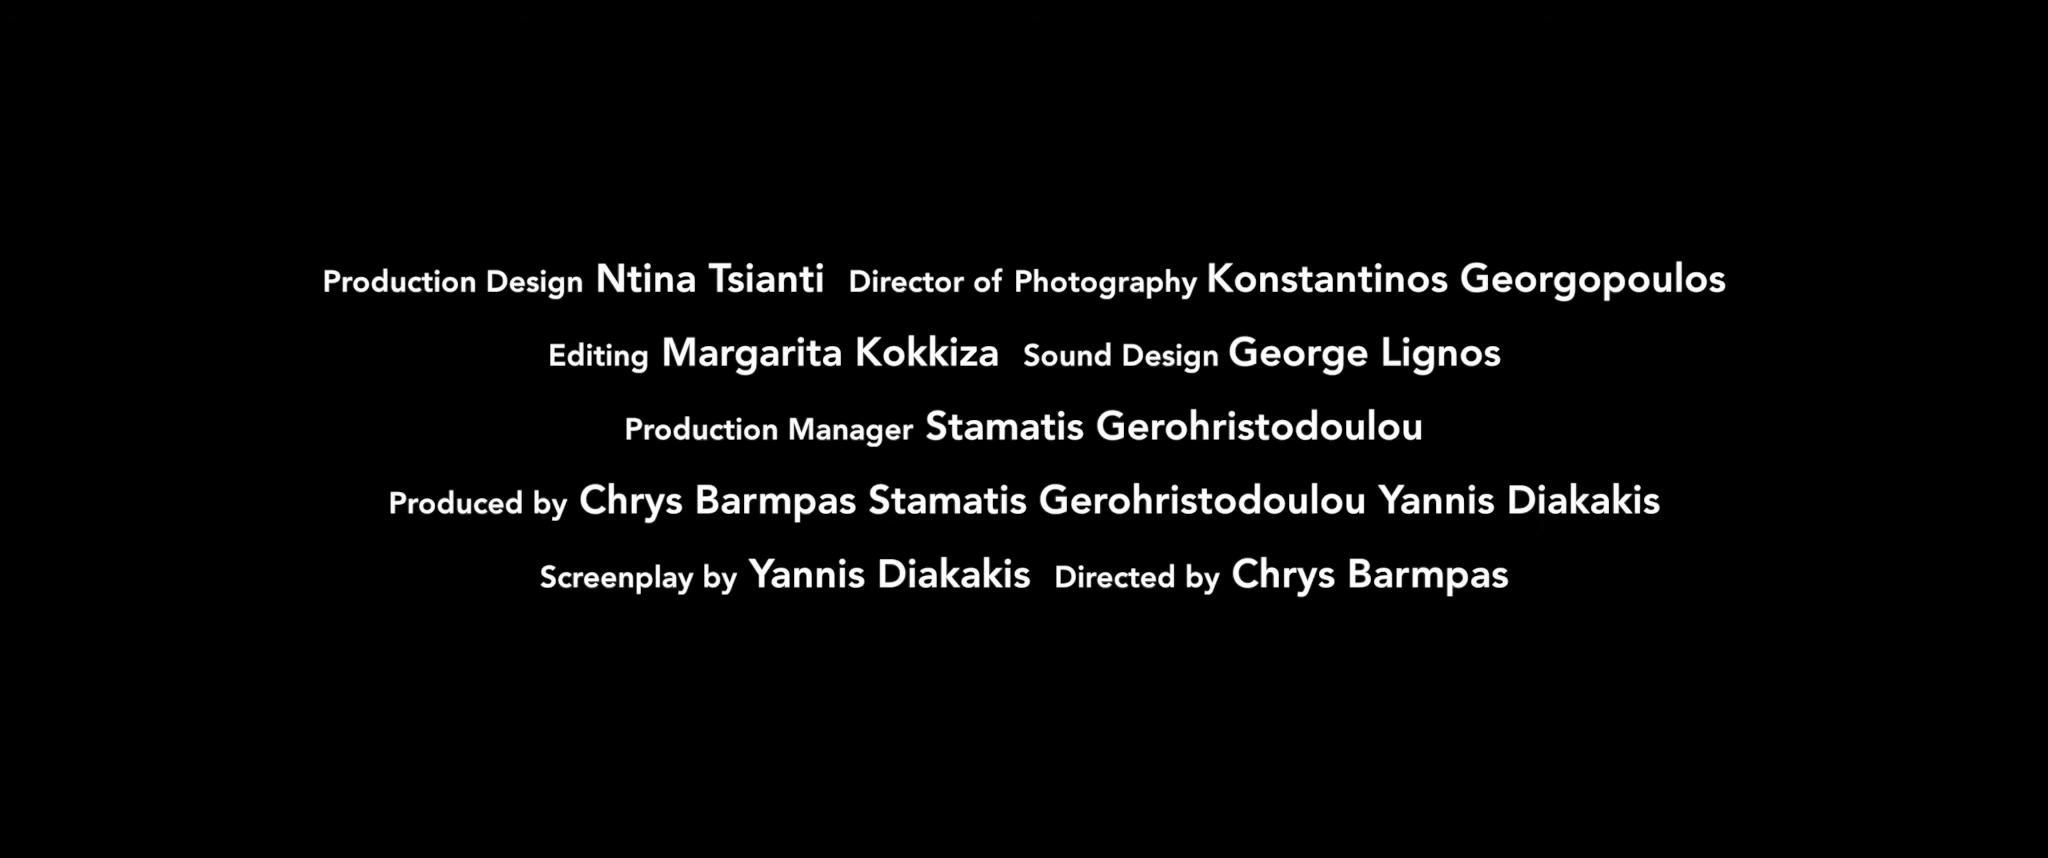 Production Design Ntina Tsianti Director of Photography Konstantinos Georgopoulos
Editing Margarita Kokkiza Sound Design George Lignos
Production Manager Stamatis Gerohristodoulou
Produced by Chrys Barmpas Stamatis Gerohristodoulou Yannis Diakakis
Screenplay by Yannis Diakakis Directed by Chrys Barmpas